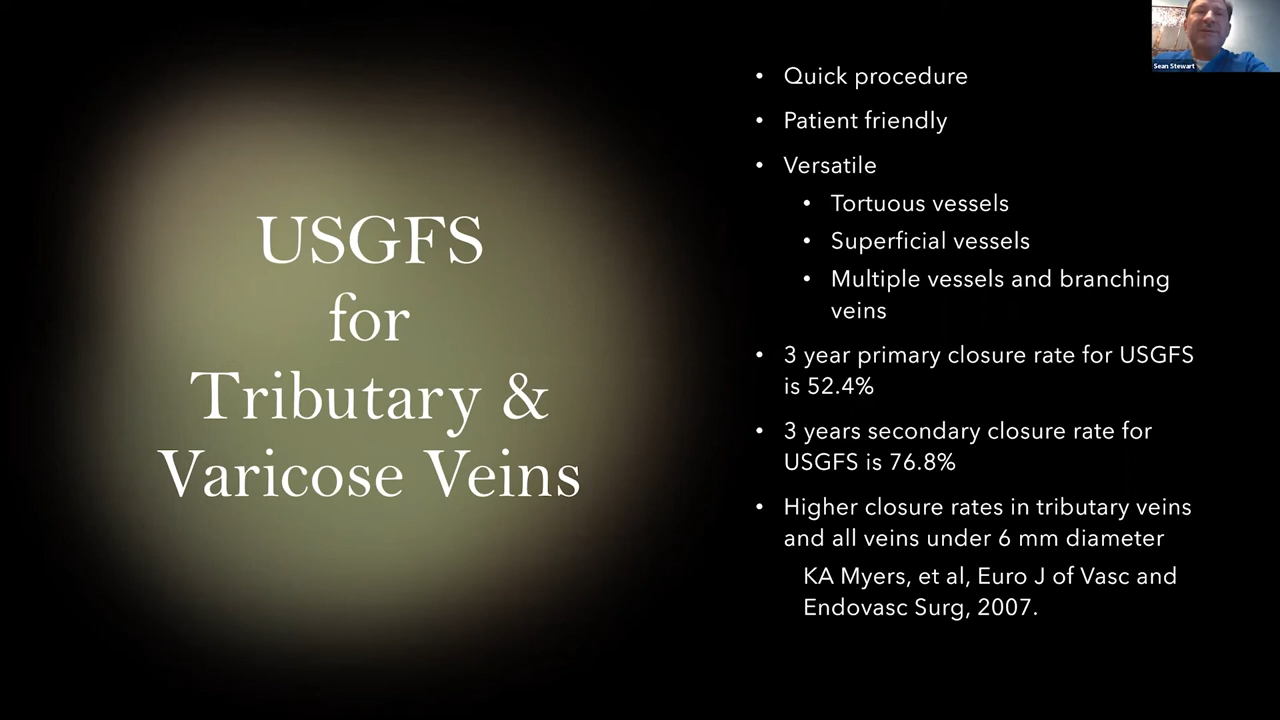 USGFS
for
Tributary &
Varicose Veins
• Quick procedure
• Patient friendly
• Versatile
• Tortuous vessels
• Superficial vessels
• Multiple vessels and branching
veins
• 3 year primary closure rate for USGFS
is 52.4%
• 3 years secondary closure rate for
USGFS is 76.8%
• Higher closure rates in tributary veins
and all veins under 6 mm diameter
KA Myers, et al, Euro J of Vasc and
Endovasc Surg, 2007.
Sean Stewart